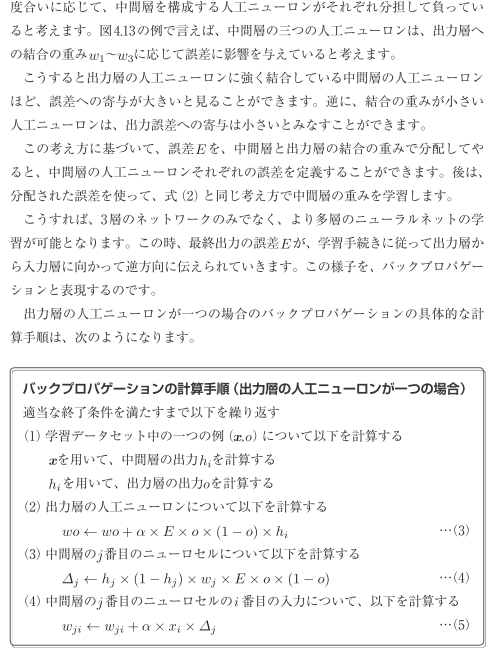 度合いに応じて、中間層を構成する人工ニューロンがそれぞれ分担して負ってい
ると考えます。図4.13の例で言えば、中間層の三つの人工ニューロンは、出力層へ
の結合の重みw₁~w₃に応じて誤差に影響を与えていると考えます。
こうすると出力層の人工ニューロンに強く結合している中間層の人工ニューロン
ほど、誤差への寄与が大きいと見ることができます。逆に、結合の重みが小さい
人工ニューロンは、出力誤差への寄与は小さいとみなすことができます。
この考え方に基づいて、誤差Eを、中間層と出力層の結合の重みで分配してや
ると、中間層の人工ニューロンそれぞれの誤差を定義することができます。後は、
分配された誤差を使って、式 (2) と同じ考え方で中間層の重みを学習します。
こうすれば、3層のネットワークのみでなく、より多層のニューラルネットの学
習が可能となります。この時、最終出力の誤差Eが、学習手続きに従って出力層か
ら入力層に向かって逆方向に伝えられていきます。この様子を、バックプロパゲー
ションと表現するのです。
出力層の人工ニューロンが一つの場合のバックプロパゲーションの具体的な計
算手順は、次のようになります。
バックプロパゲーションの計算手順(出力層の人工ニューロンが一つの場合)
適当な終了条件を満たすまで以下を繰り返す
(1) 学習データセット中の一つの例 (x,o) について以下を計算する
xを用いて、中間層の出力hᵢを計算する
hᵢを用いて、出力層の出力oを計算する
(2) 出力層の人工ニューロンについて以下を計算する
wo ← wo + α × E × o × (1 − o) × hᵢ …(3)
(3) 中間層のj番目のニューロセルについて以下を計算する
Δⱼ ← hⱼ × (1 − hⱼ) × wⱼ × E × o × (1 − o) …(4)
(4) 中間層のj番目のニューロセルのi番目の入力について、以下を計算する
wⱼᵢ ← wⱼᵢ + α × xᵢ × Δⱼ …(5)